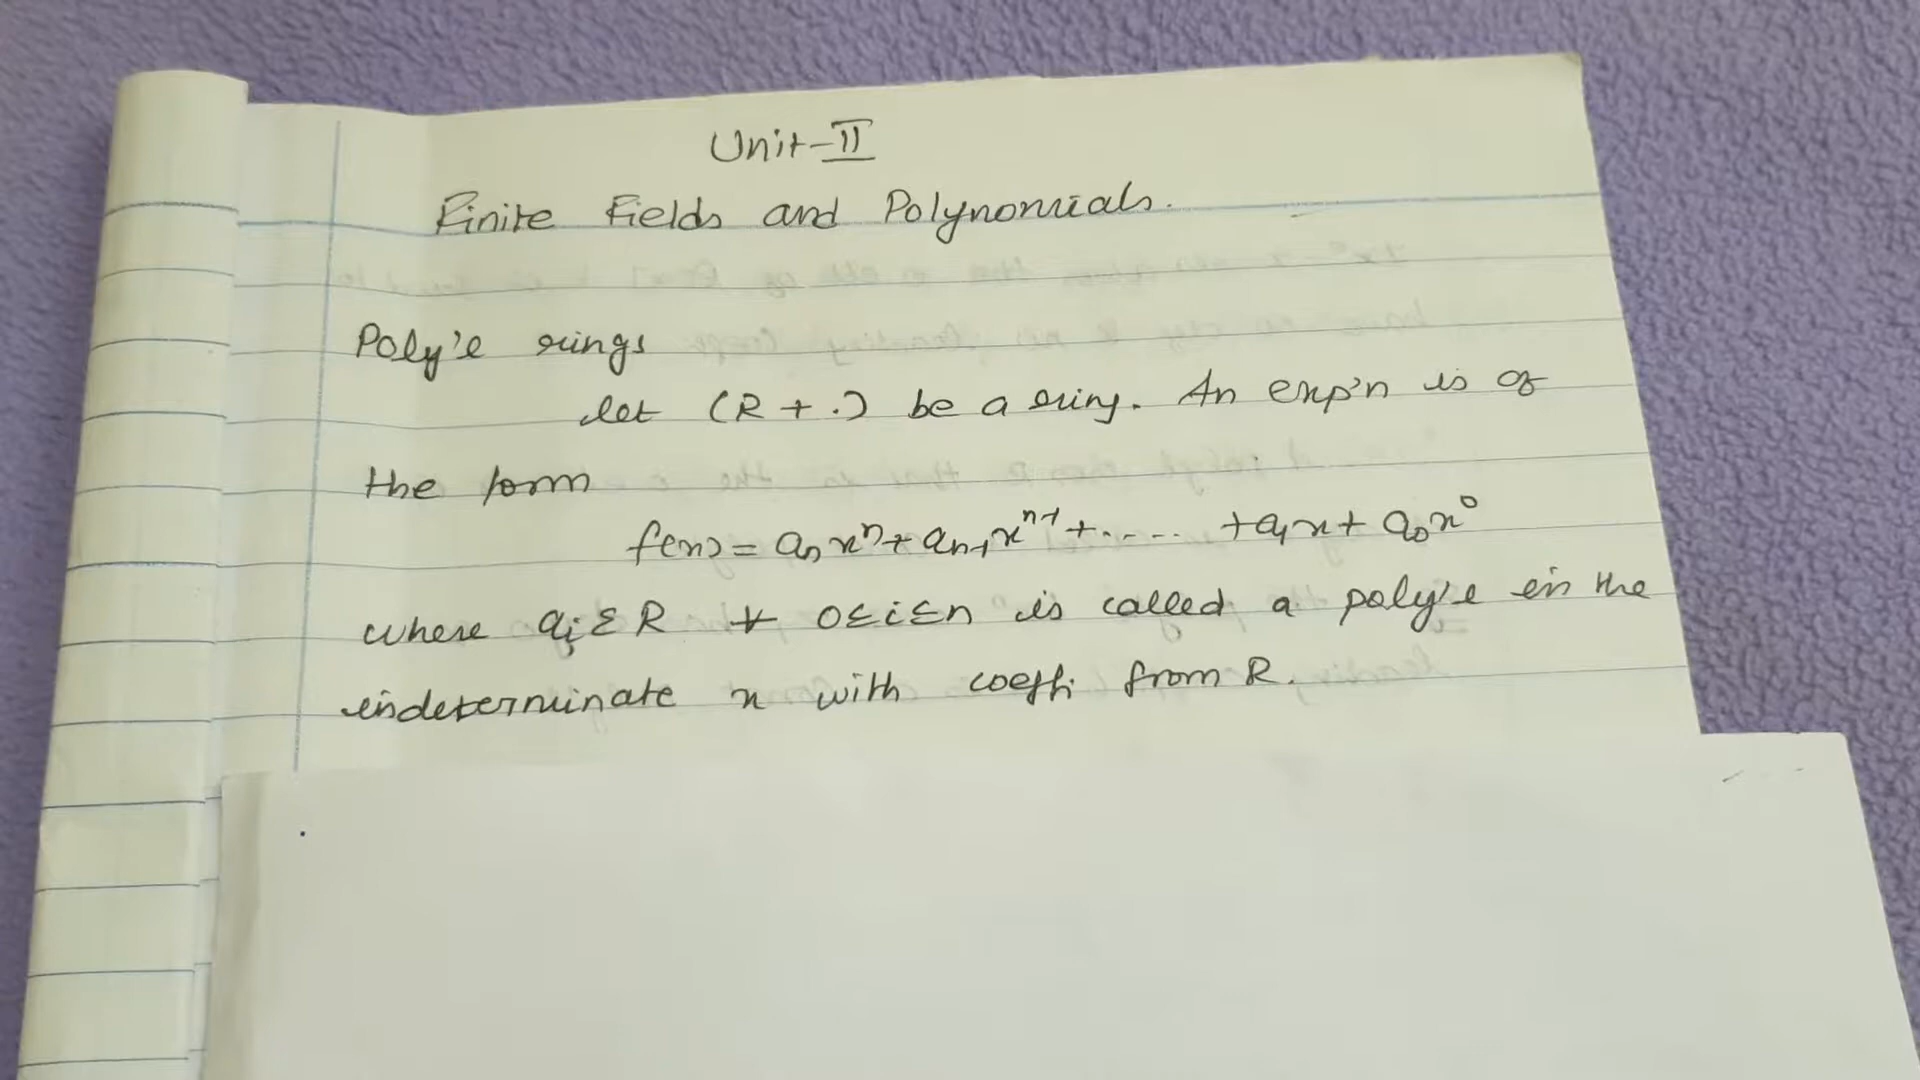 Unit-II
Finite Fields and Polynomials.
Poly'e rings
let (R + .) be a ring. An exp'n is of
the form
f(x) = aₙxⁿ + aₙ₋₁xⁿ⁻¹ + ..... + a₁x + a₀x⁰
where aᵢ ε R ∀ 0≤i≤n is called a poly'e in the
indeterminate x with coeffi from R.